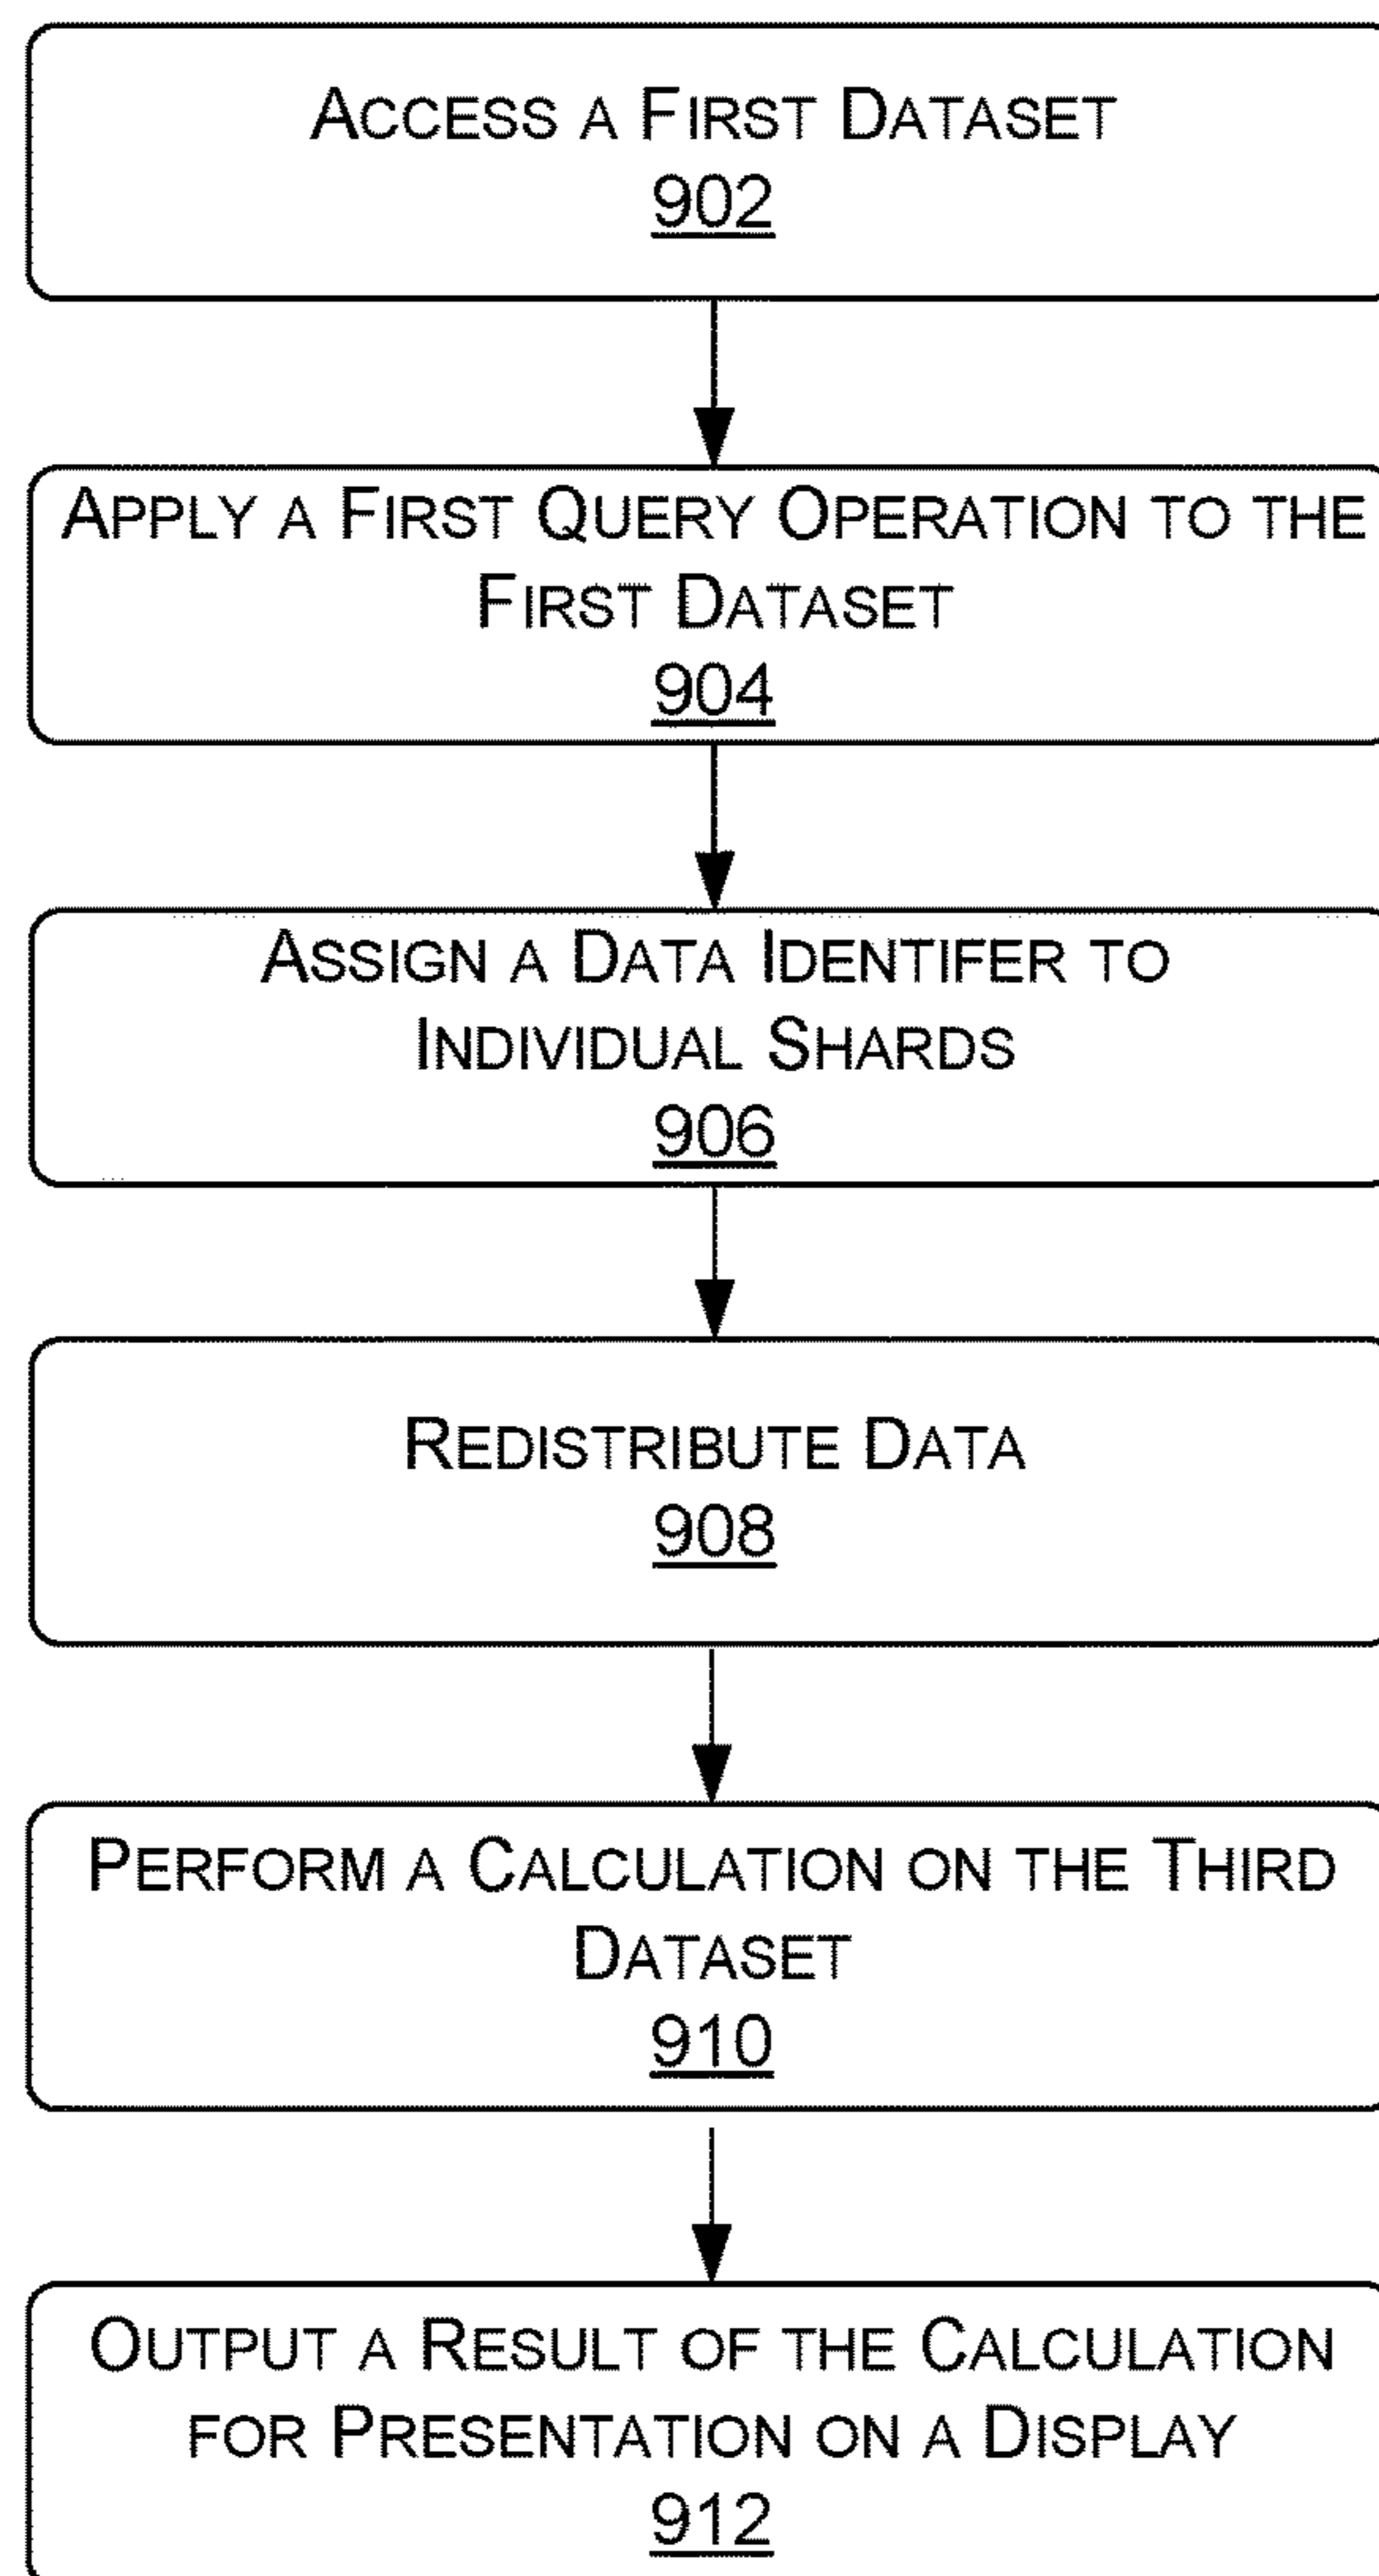 ACCESS A FIRST DATASET
902
APPLY A FIRST QUERY OPERATION TO THE
FIRST DATASET
904
ASSIGN A DATA IDENTIFER TO
INDIVIDUAL SHARDS
906
REDISTRIBUTE DATA
908
PERFORM A CALCULATION ON THE THIRD
DATASET
910
OUTPUT A RESULT OF THE CALCULATION
FOR PRESENTATION ON A DISPLAY
912